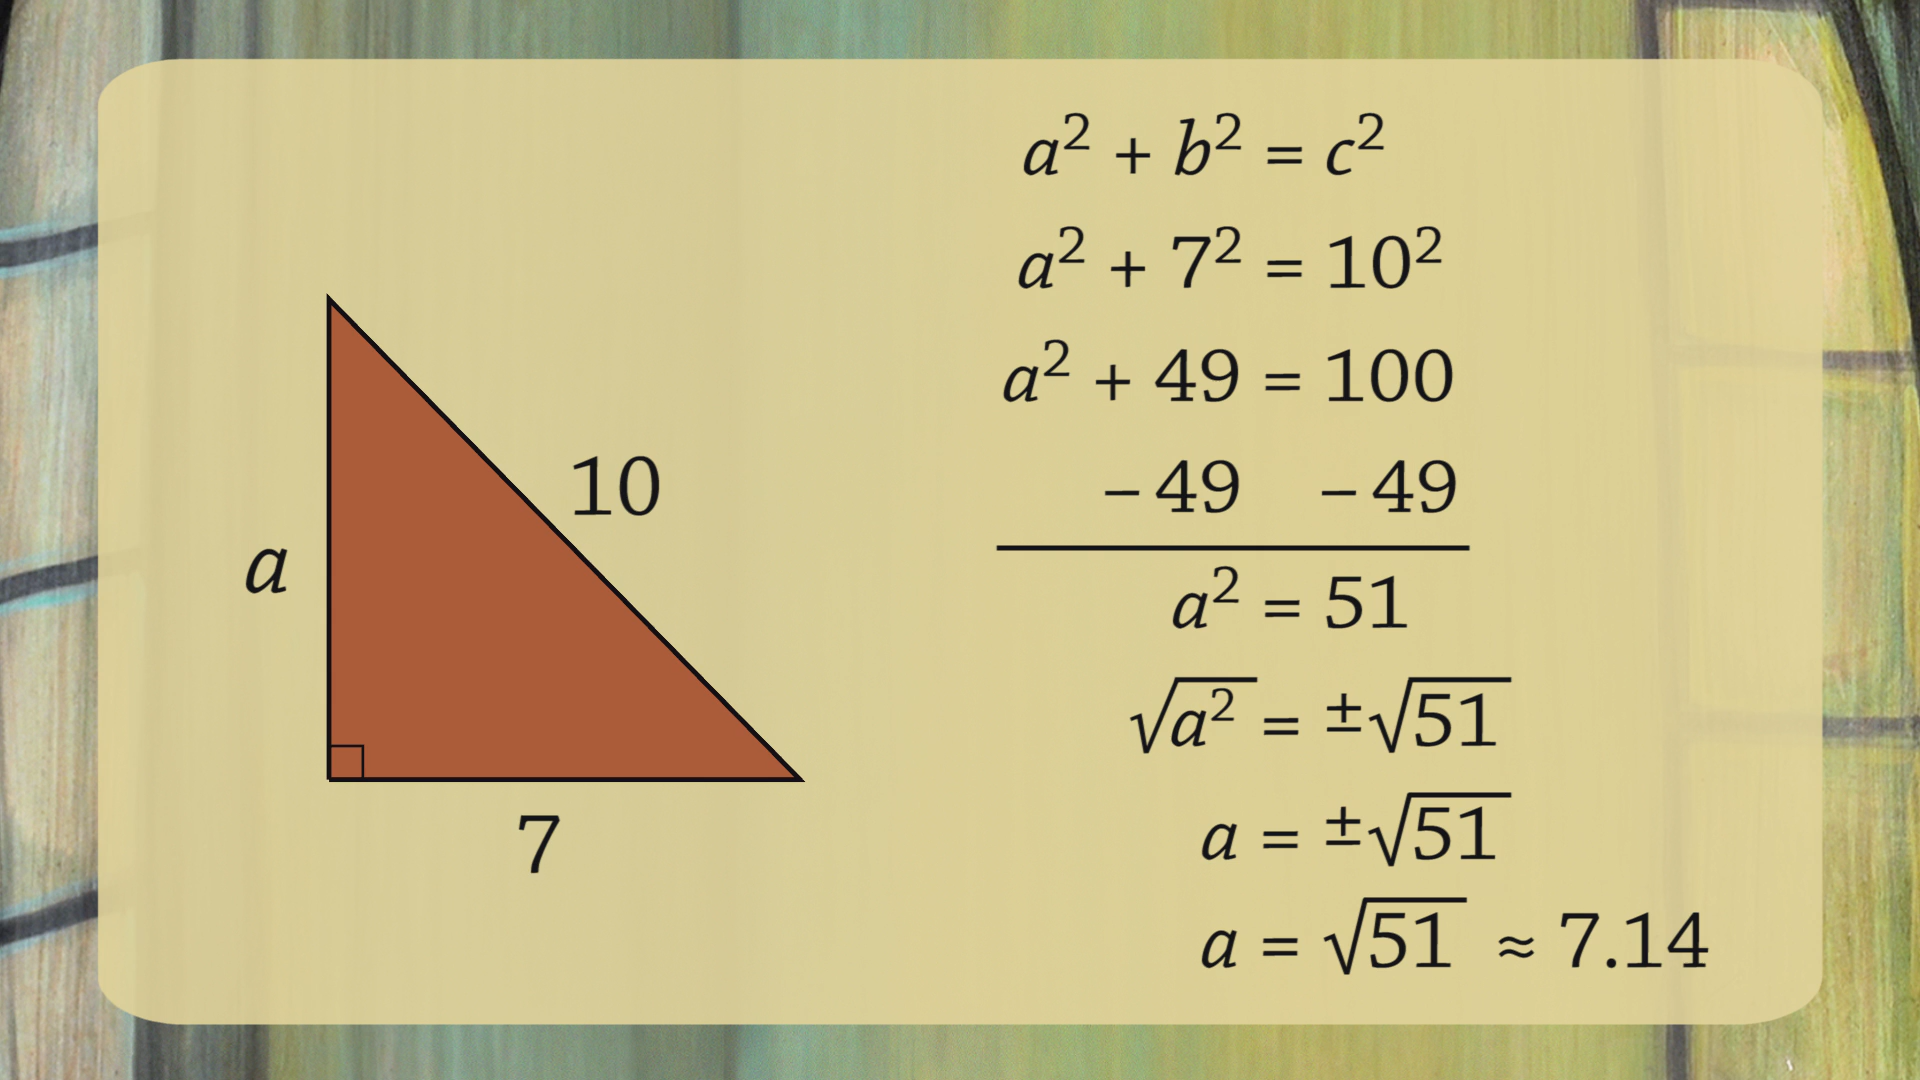 a² + b² = c²
a² + 7² = 10²
a² + 49 = 100
– 49 – 49
a² = 51
√a² = ±√51
a = ±√51
a = √51 ≈ 7.14
10
a
7